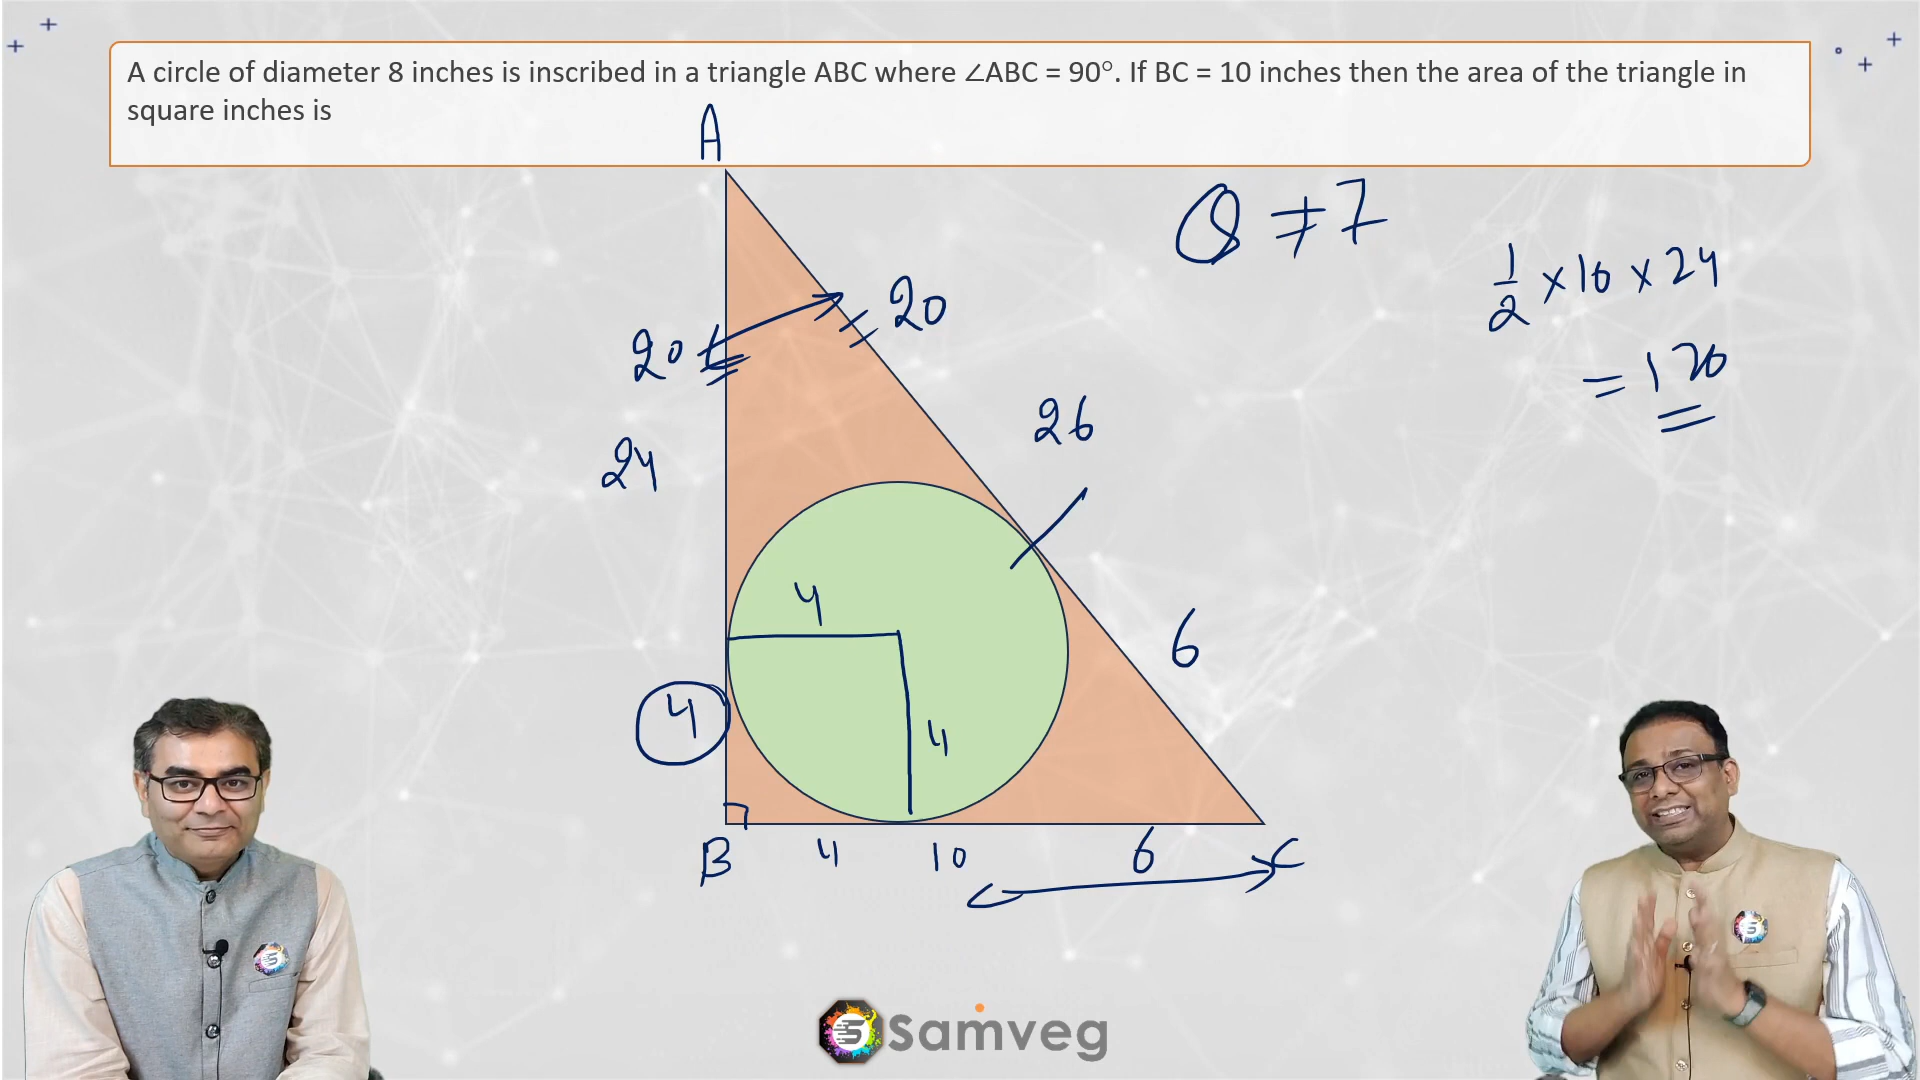 A circle of diameter 8 inches is inscribed in a triangle ABC where ∠ABC = 90°. If BC = 10 inches then the area of the triangle in
square inches is
A
Q ≠ 7
1/2 × 10 × 24
= 120
20
20
26
24
4
6
4
4
B
4
10
6
C
Samveg